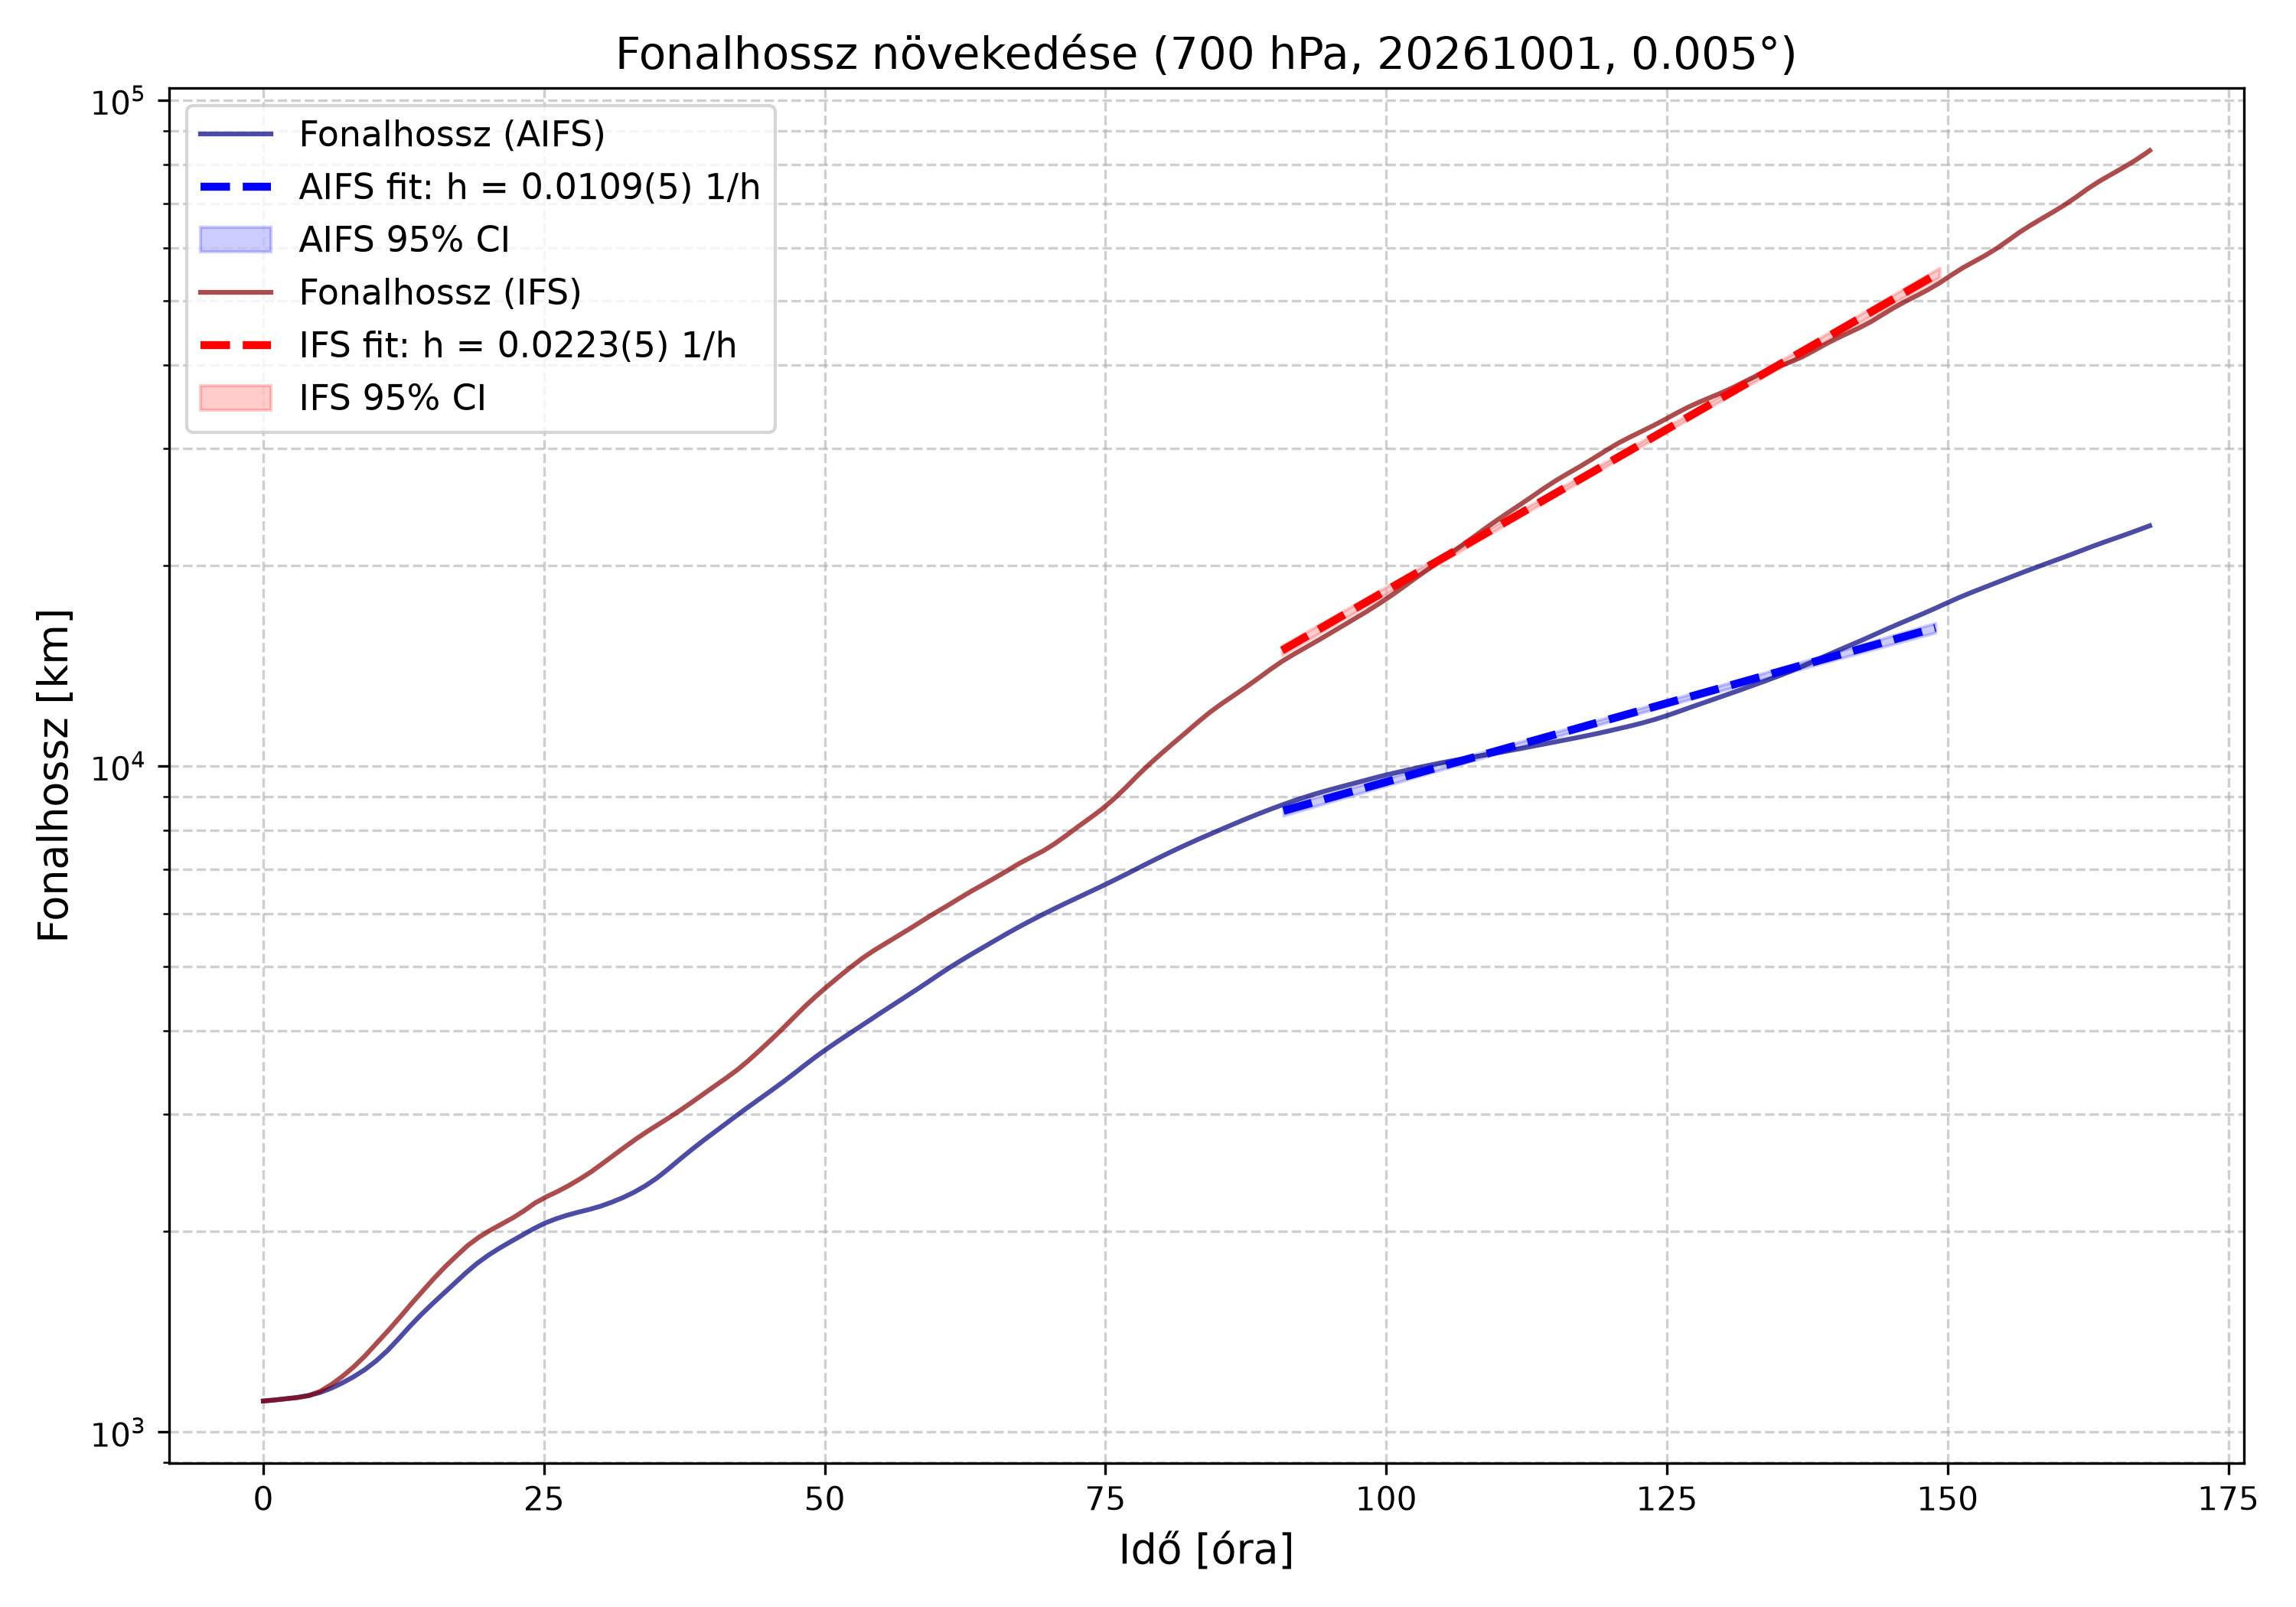 Fonalhossz növekedése (700 hPa, 20261001, 0.005°)
Fonalhossz (AIFS)
AIFS fit: h = 0.0109(5) 1/h
AIFS 95% CI
Fonalhossz (IFS)
IFS fit: h = 0.0223(5) 1/h
IFS 95% CI
Fonalhossz [km]
10⁵
10⁴
10³
0 25 50 75 100 125 150 175
Idő [óra]